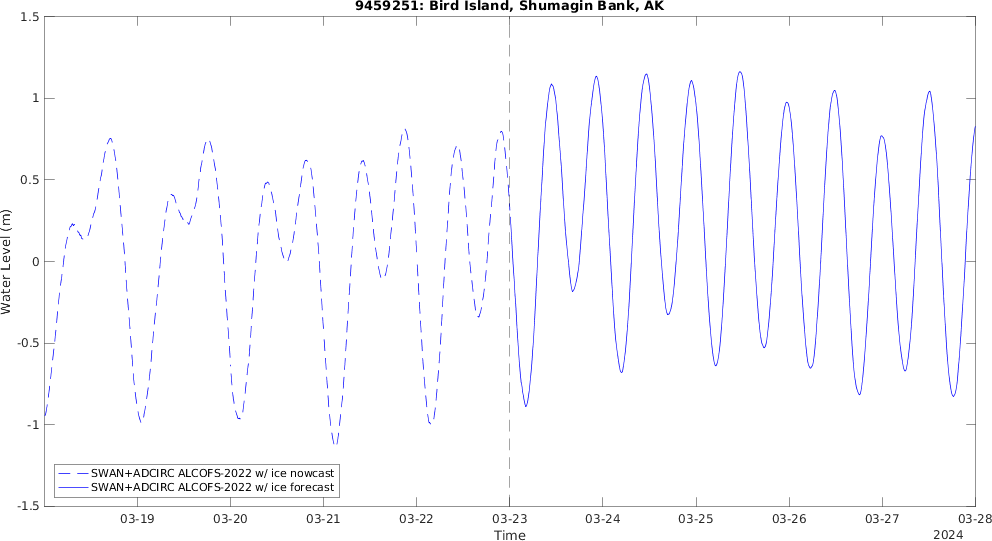 9459251: Bird Island, Shumagin Bank, AK
1.5
1
0.5
0
-0.5
-1
-1.5
Water Level (m)
SWAN+ADCIRC ALCOFS-2022 w/ ice nowcast
SWAN+ADCIRC ALCOFS-2022 w/ ice forecast
03-19 03-20 03-21 03-22 03-23 03-24 03-25 03-26 03-27 03-28
Time
2024